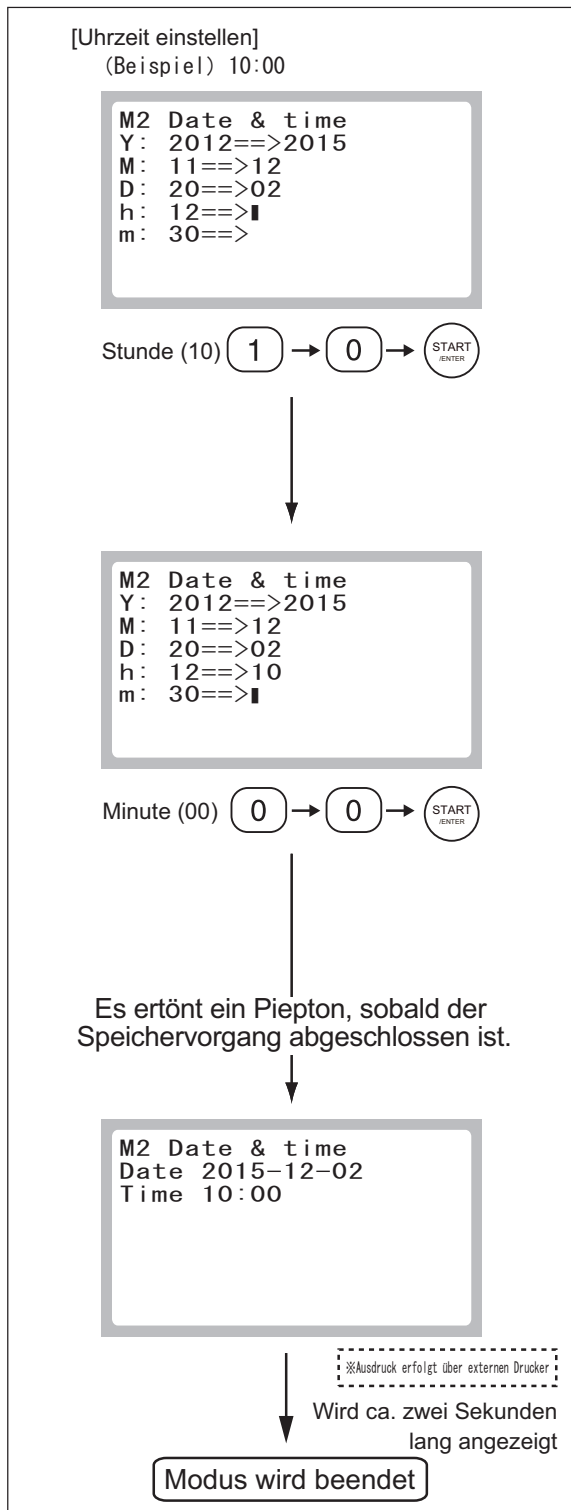 [Uhrzeit einstellen]
(Beispiel) 10:00
M2 Date & time
Y: 2012==>2015
M: 11==>12
D: 20==>02
h: 12==>▮
m: 30==>
Stunde (10) 1 → 0 → START /ENTER
M2 Date & time
Y: 2012==>2015
M: 11==>12
D: 20==>02
h: 12==>10
m: 30==>▮
Minute (00) 0 → 0 → START /ENTER
Es ertönt ein Piepton, sobald der
Speichervorgang abgeschlossen ist.
M2 Date & time
Date 2015-12-02
Time 10:00
※Ausdruck erfolgt über externen Drucker
Wird ca. zwei Sekunden
lang angezeigt
Modus wird beendet